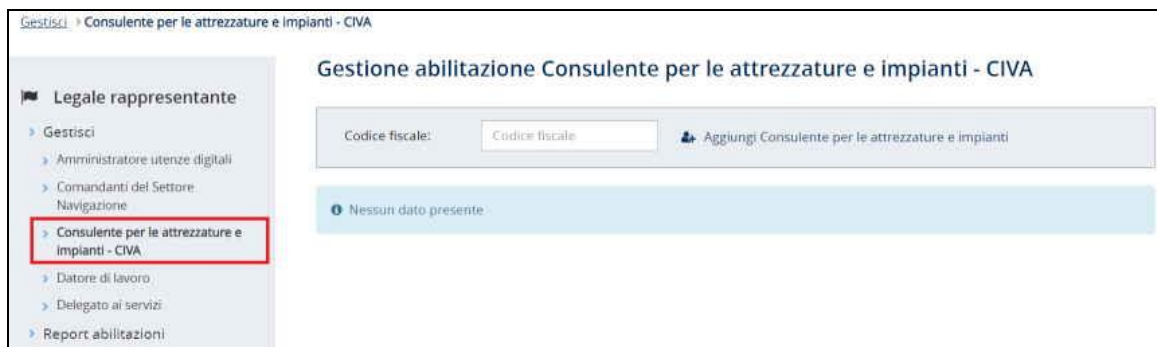 Gestisci › Consulente per le attrezzature e impianti - CIVA
Legale rappresentante
Gestisci
Amministratore utenze digitali
Comandanti del Settore
Navigazione
Consulente per le attrezzature e
impianti - CIVA
Datore di lavoro
Delegato ai servizi
Report abilitazioni
Gestione abilitazione Consulente per le attrezzature e impianti - CIVA
Codice fiscale: Codice fiscale Aggiungi Consulente per le attrezzature e impianti
Nessun dato presente